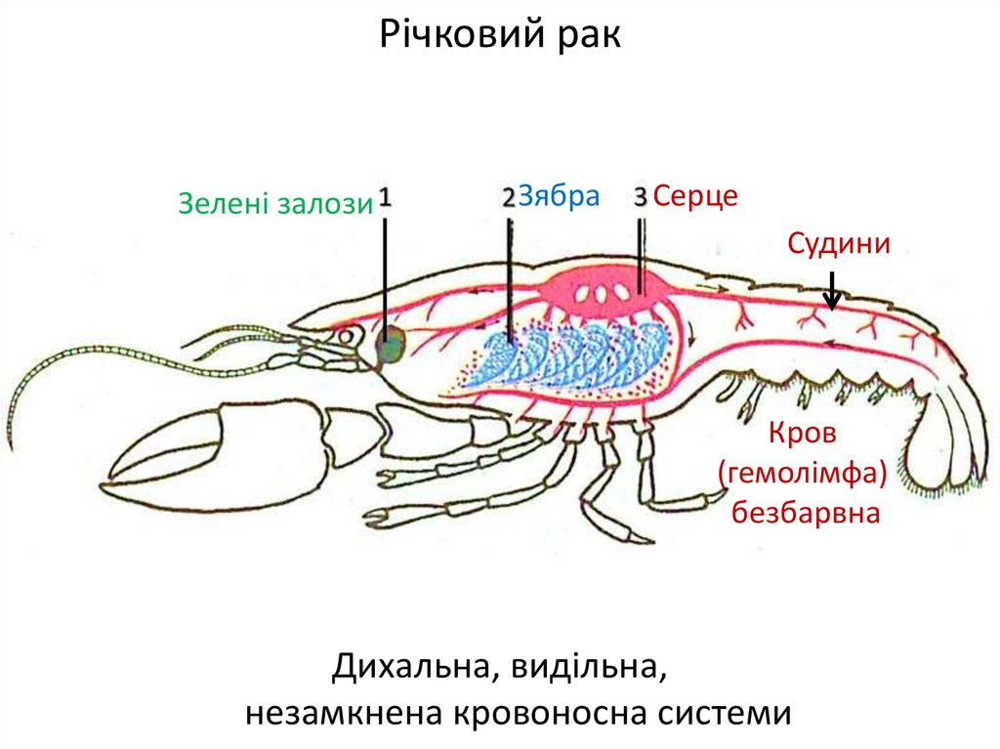 Річковий рак
Зелені залози 1
2 Зябра
3 Серце
Судини
Кров
(гемолімфа)
безбарвна
Дихальна, видільна,
незамкнена кровоносна системи